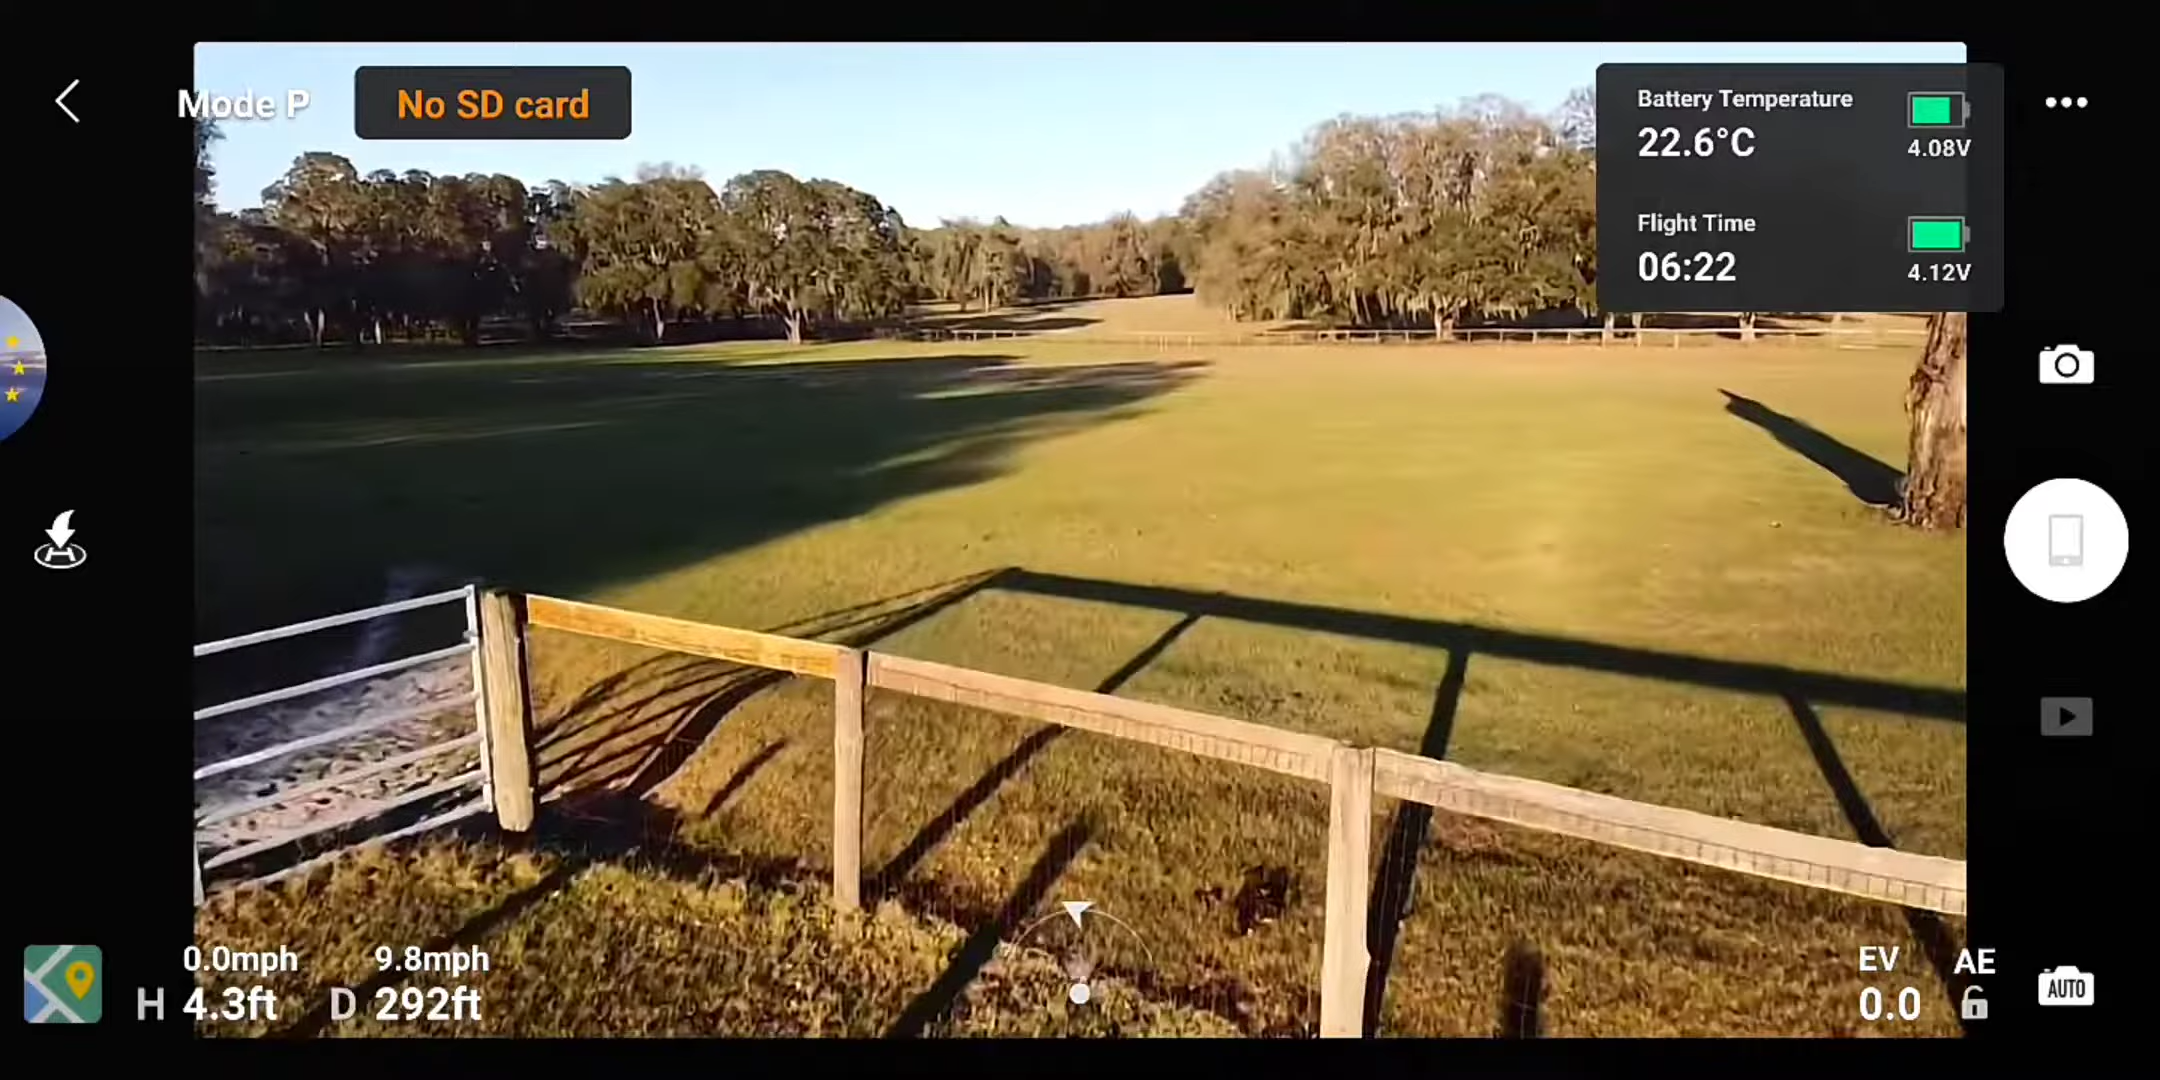 Mode P
No SD card
Battery Temperature
22.6°C
4.08V
Flight Time
06:22
4.12V
0.0mph 9.8mph
H 4.3ft D 292ft
EV AE
0.0
AUTO